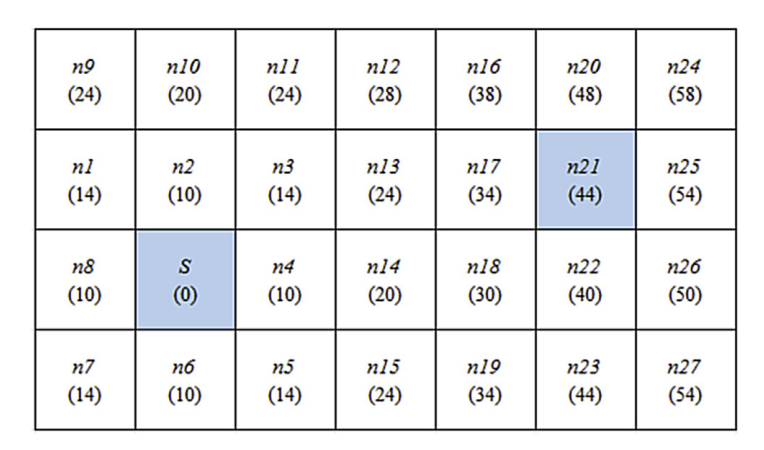 n9 n10 n11 n12 n16 n20 n24
(24) (20) (24) (28) (38) (48) (58)
n1 n2 n3 n13 n17 n21 n25
(14) (10) (14) (24) (34) (44) (54)
n8 S n4 n14 n18 n22 n26
(10) (0) (10) (20) (30) (40) (50)
n7 n6 n5 n15 n19 n23 n27
(14) (10) (14) (24) (34) (44) (54)